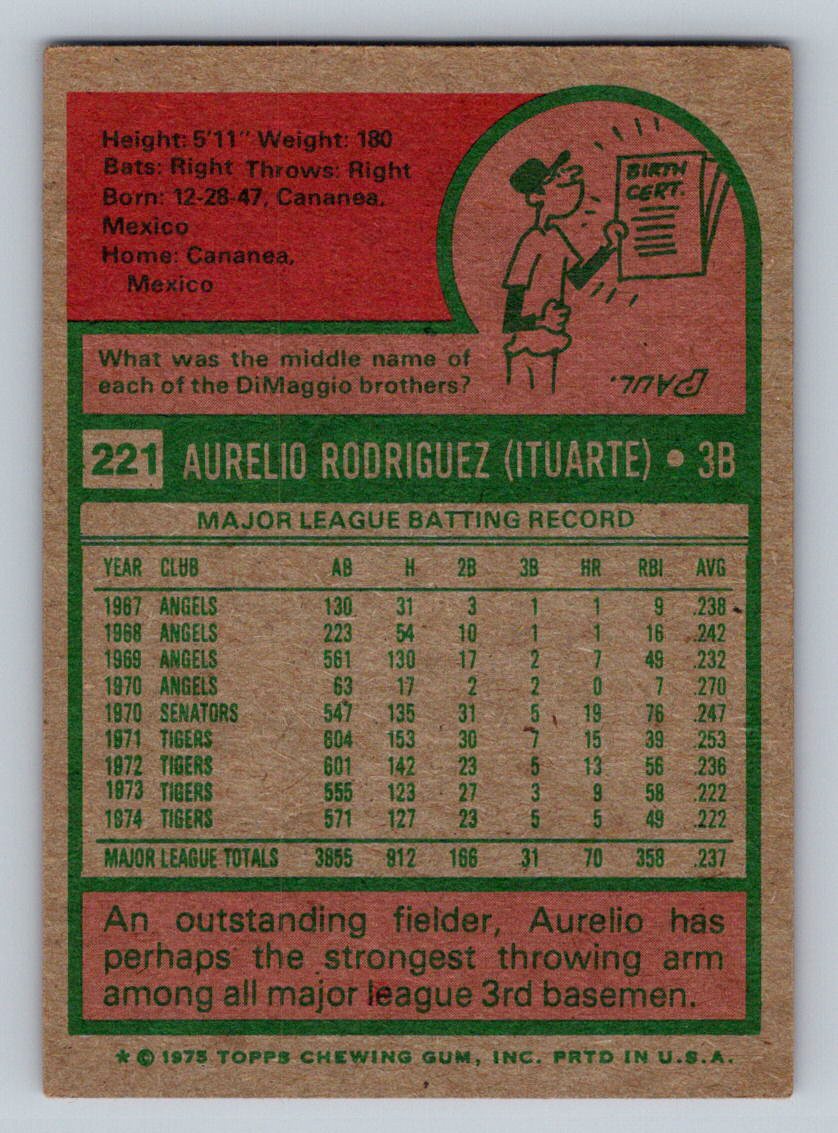 Height: 5'11" Weight: 180
Bats: Right Throws: Right
Born: 12-28-47, Cananea,
Mexico
Home: Cananea,
Mexico
BIRTH
CERT.
What was the middle name of
each of the DiMaggio brothers?
PAUL.
221 AURELIO RODRIGUEZ (ITUARTE) • 3B
MAJOR LEAGUE BATTING RECORD
YEAR CLUB AB H 2B 3B HR RBI AVG
1967 ANGELS 130 31 3 1 1 9 .238
1968 ANGELS 223 54 10 1 1 16 .242
1969 ANGELS 561 130 17 2 7 49 .232
1970 ANGELS 63 17 2 2 0 7 .270
1970 SENATORS 547 135 31 5 19 76 .247
1971 TIGERS 604 153 30 7 15 39 .253
1972 TIGERS 601 142 23 5 13 56 .236
1973 TIGERS 555 123 27 3 9 58 .222
1974 TIGERS 571 127 23 5 5 49 .222
MAJOR LEAGUE TOTALS 3855 912 166 31 70 358 .237
An outstanding fielder, Aurelio has
perhaps the strongest throwing arm
among all major league 3rd basemen.
* © 1975 TOPPS CHEWING GUM, INC. PRTD IN U.S.A.